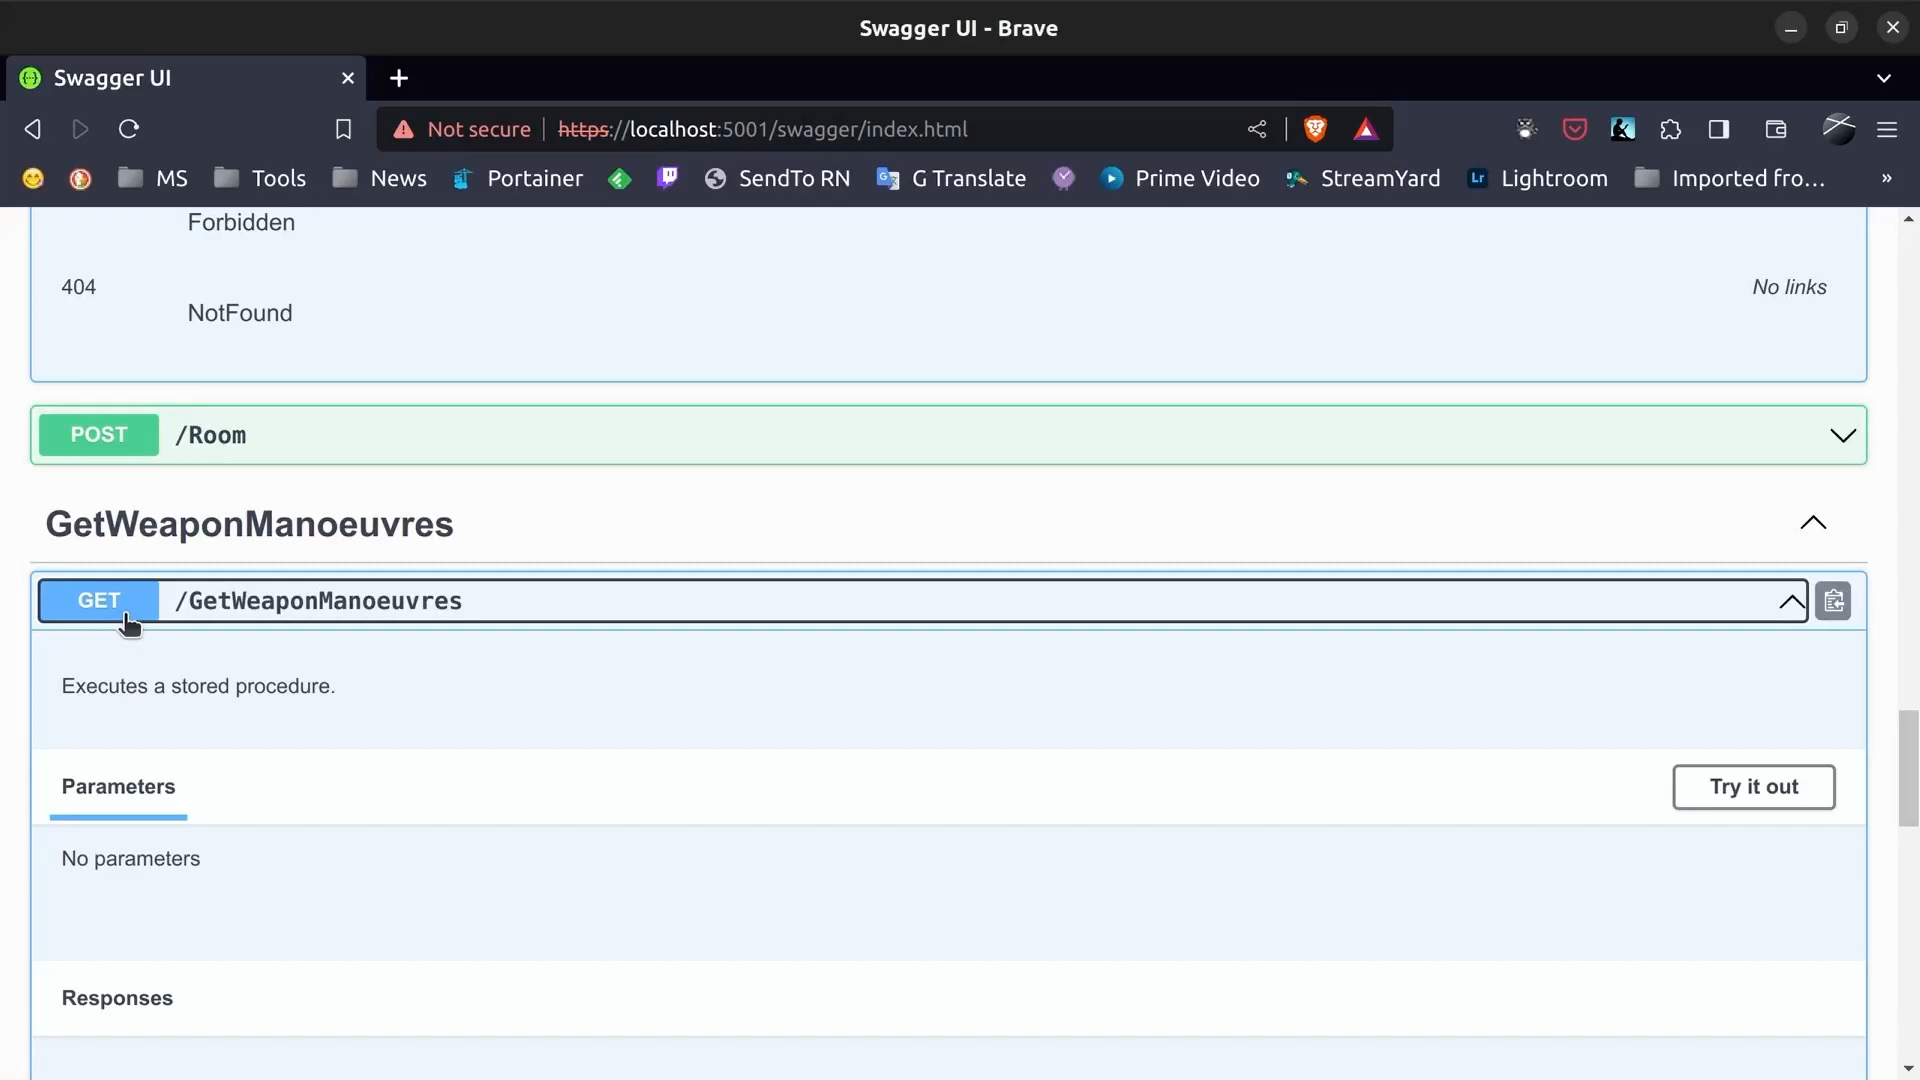 Swagger UI - Brave
Swagger UI
Not secure https://localhost:5001/swagger/index.html
MS Tools News Portainer SendTo RN G Translate Prime Video Lr StreamYard Lightroom Imported fro... »
Forbidden
404 No links
NotFound
POST /Room
GetWeaponManoeuvres
GET /GetWeaponManoeuvres
Executes a stored procedure.
Parameters Try it out
No parameters
Responses